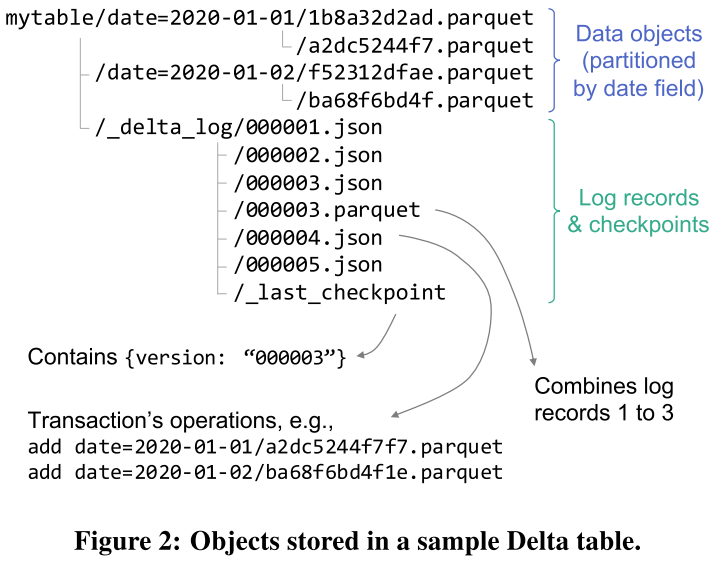 mytable/date=2020-01-01/1b8a32d2ad.parquet
/a2dc5244f7.parquet
/date=2020-01-02/f52312dfae.parquet
/ba68f6bd4f.parquet
/_delta_log/000001.json
/000002.json
/000003.json
/000003.parquet
/000004.json
/000005.json
/_last_checkpoint
Data objects
(partitioned
by date field)
Log records
& checkpoints
Contains {version: “000003”}
Combines log
records 1 to 3
Transaction’s operations, e.g.,
add date=2020-01-01/a2dc5244f7f7.parquet
add date=2020-01-02/ba68f6bd4f1e.parquet
Figure 2: Objects stored in a sample Delta table.